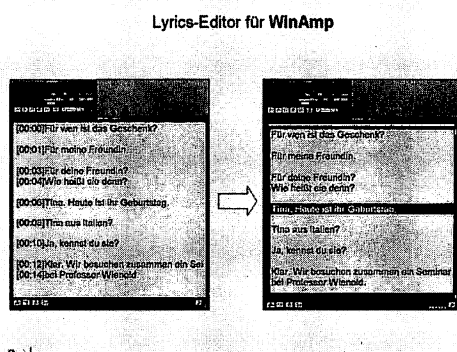 Lyrics-Editor für WinAmp
[00:00]Für wen ist das Geschenk?
[00:01]Für meine Freundin.
[00:03]Für deine Freundin?
[00:04]Wie heißt sie denn?
[00:06]Tina. Heute ist ihr Geburtstag.
[00:08]Tina aus Italien?
[00:10]Ja, kennst du sie?
[00:12]Klar. Wir besuchen zusammen ein Sei
[00:14]bei Professor Wienold
Für wen ist das Geschenk?
Für meine Freundin.
Für deine Freundin?
Wie heißt sie denn?
Tina. Heute ist ihr Geburtstag.
Tina aus Italien?
Ja, kennst du sie?
Klar. Wir besuchen zusammen ein Seminar
bei Professor Wienold.